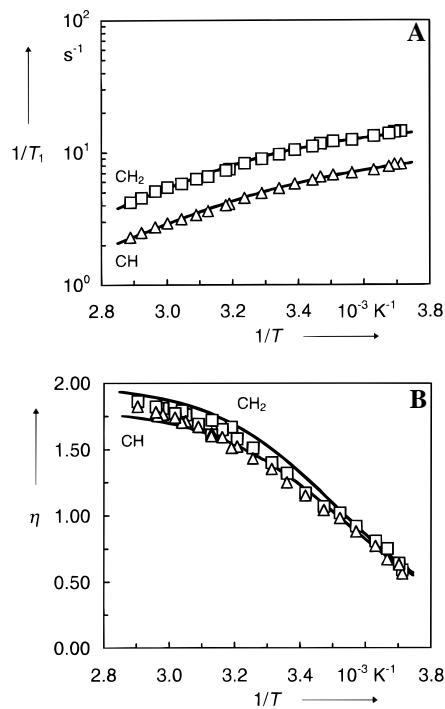 A
10²
s⁻¹
1/T₁
10¹
CH₂
CH
10⁰
2.8 3.0 3.2 3.4 10⁻³ K⁻¹ 3.8
1/T
B
2.00
CH₂
CH
1.50
η
1.00
0.50
0.00
2.8 3.0 3.2 3.4 10⁻³ K⁻¹ 3.8
1/T